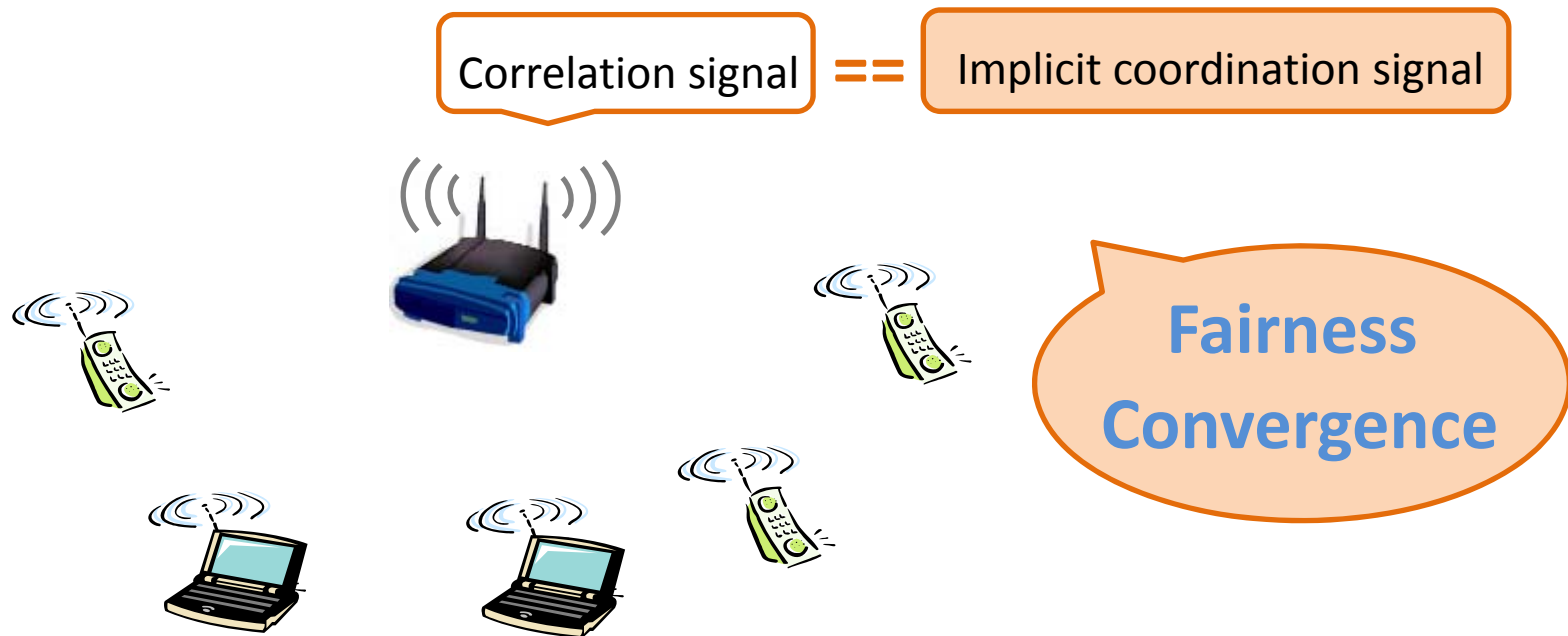 Correlation signal == Implicit coordination signal
Fairness
Convergence